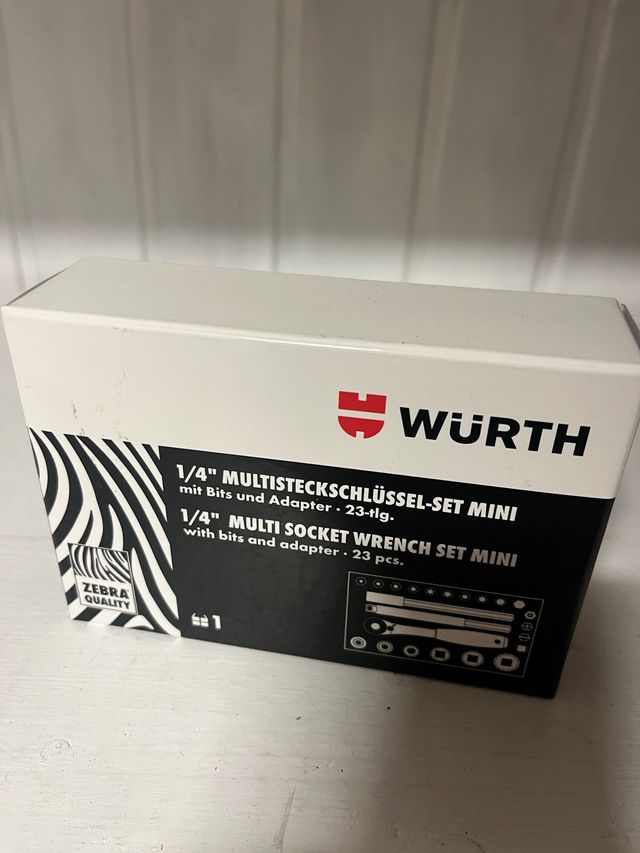 WÜRTH
1/4" MULTISTECKSCHLÜSSEL-SET MINI
mit Bits und Adapter · 23-tlg.
1/4" MULTI SOCKET WRENCH SET MINI
with bits and adapter · 23 pcs.
ZEBRA
QUALITY
1